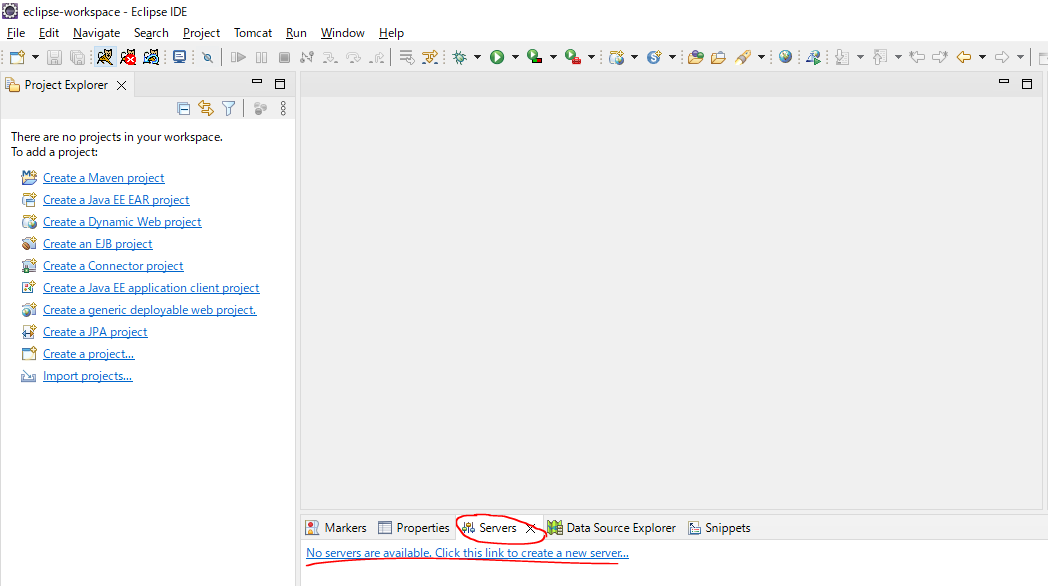 eclipse-workspace - Eclipse IDE
File Edit Navigate Search Project Tomcat Run Window Help
Project Explorer
There are no projects in your workspace.
To add a project:
Create a Maven project
Create a Java EE EAR project
Create a Dynamic Web project
Create an EJB project
Create a Connector project
Create a Java EE application client project
Create a generic deployable web project.
Create a JPA project
Create a project...
Import projects...
Markers Properties Servers Data Source Explorer Snippets
No servers are available. Click this link to create a new server...